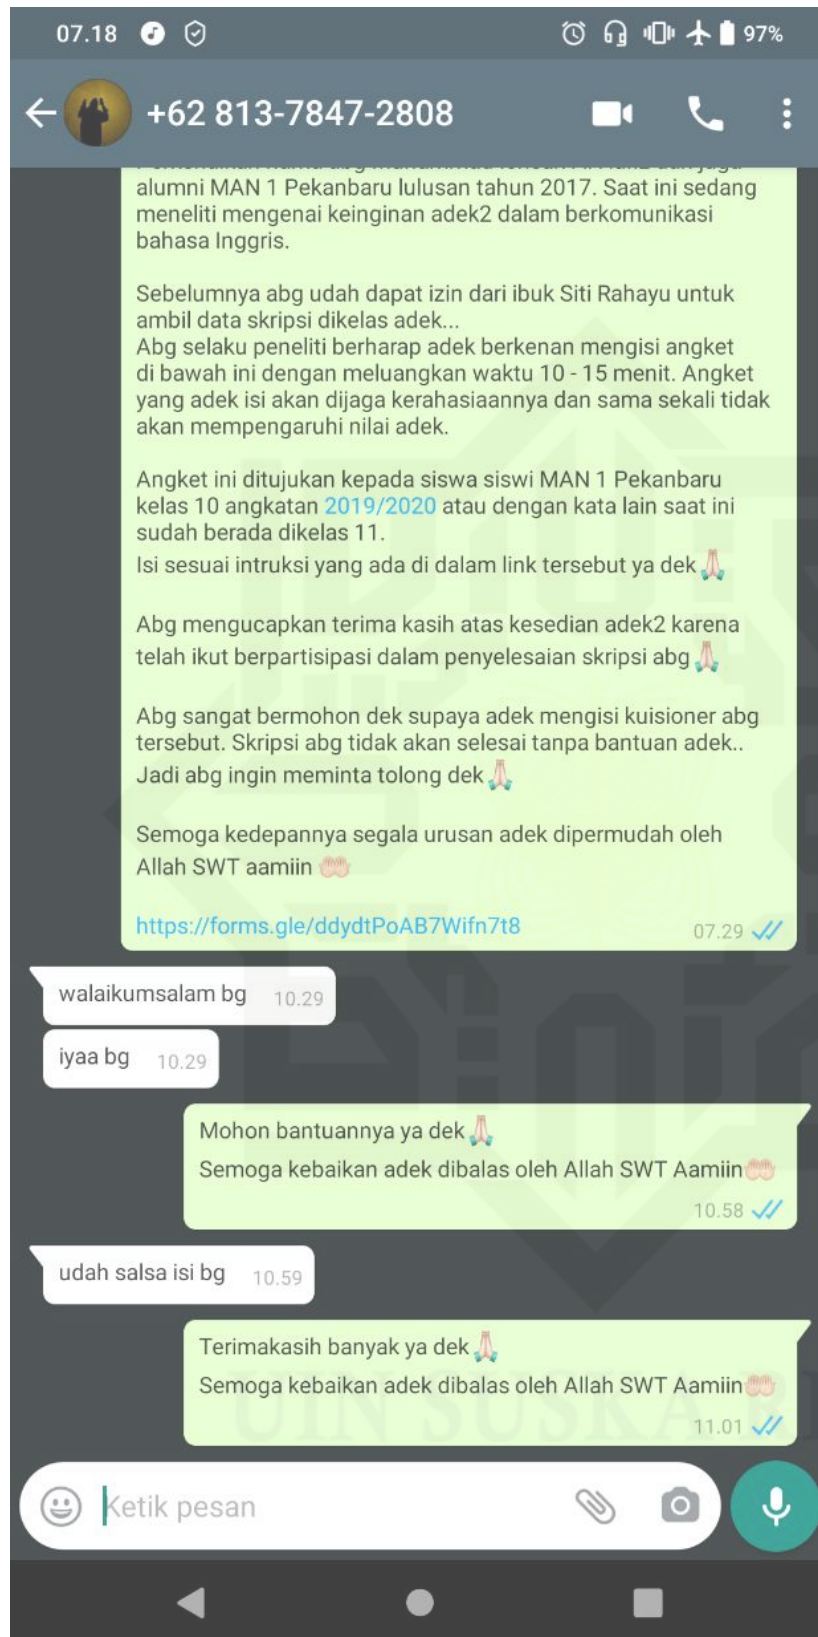 07.18
97%
+62 813-7847-2808
alumni MAN 1 Pekanbaru lulusan tahun 2017. Saat ini sedang
meneliti mengenai keinginan adek2 dalam berkomunikasi
bahasa Inggris.
Sebelumnya abg udah dapat izin dari ibuk Siti Rahayu untuk
ambil data skripsi dikelas adek...
Abg selaku peneliti berharap adek berkenan mengisi angket
di bawah ini dengan meluangkan waktu 10 - 15 menit. Angket
yang adek isi akan dijaga kerahasiaannya dan sama sekali tidak
akan mempengaruhi nilai adek.
Angket ini ditujukan kepada siswa siswi MAN 1 Pekanbaru
kelas 10 angkatan 2019/2020 atau dengan kata lain saat ini
sudah berada dikelas 11.
Isi sesuai intruksi yang ada di dalam link tersebut ya dek🙏🏻
Abg mengucapkan terima kasih atas kesedian adek2 karena
telah ikut berpartisipasi dalam penyelesaian skripsi abg🙏🏻
Abg sangat bermohon dek supaya adek mengisi kuisioner abg
tersebut. Skripsi abg tidak akan selesai tanpa bantuan adek..
Jadi abg ingin meminta tolong dek🙏🏻
Semoga kedepannya segala urusan adek dipermudah oleh
Allah SWT aamiin 🤲🏻
https://forms.gle/ddydtPoAB7Wifn7t8 07.29
walaikumsalam bg 10.29
iyaa bg 10.29
Mohon bantuannya ya dek🙏🏻
Semoga kebaikan adek dibalas oleh Allah SWT Aamiin🤲🏻
10.58
udah salsa isi bg 10.59
Terimakasih banyak ya dek🙏🏻
Semoga kebaikan adek dibalas oleh Allah SWT Aamiin🤲🏻
UIN SUSKA R
11.01
Ketik pesan